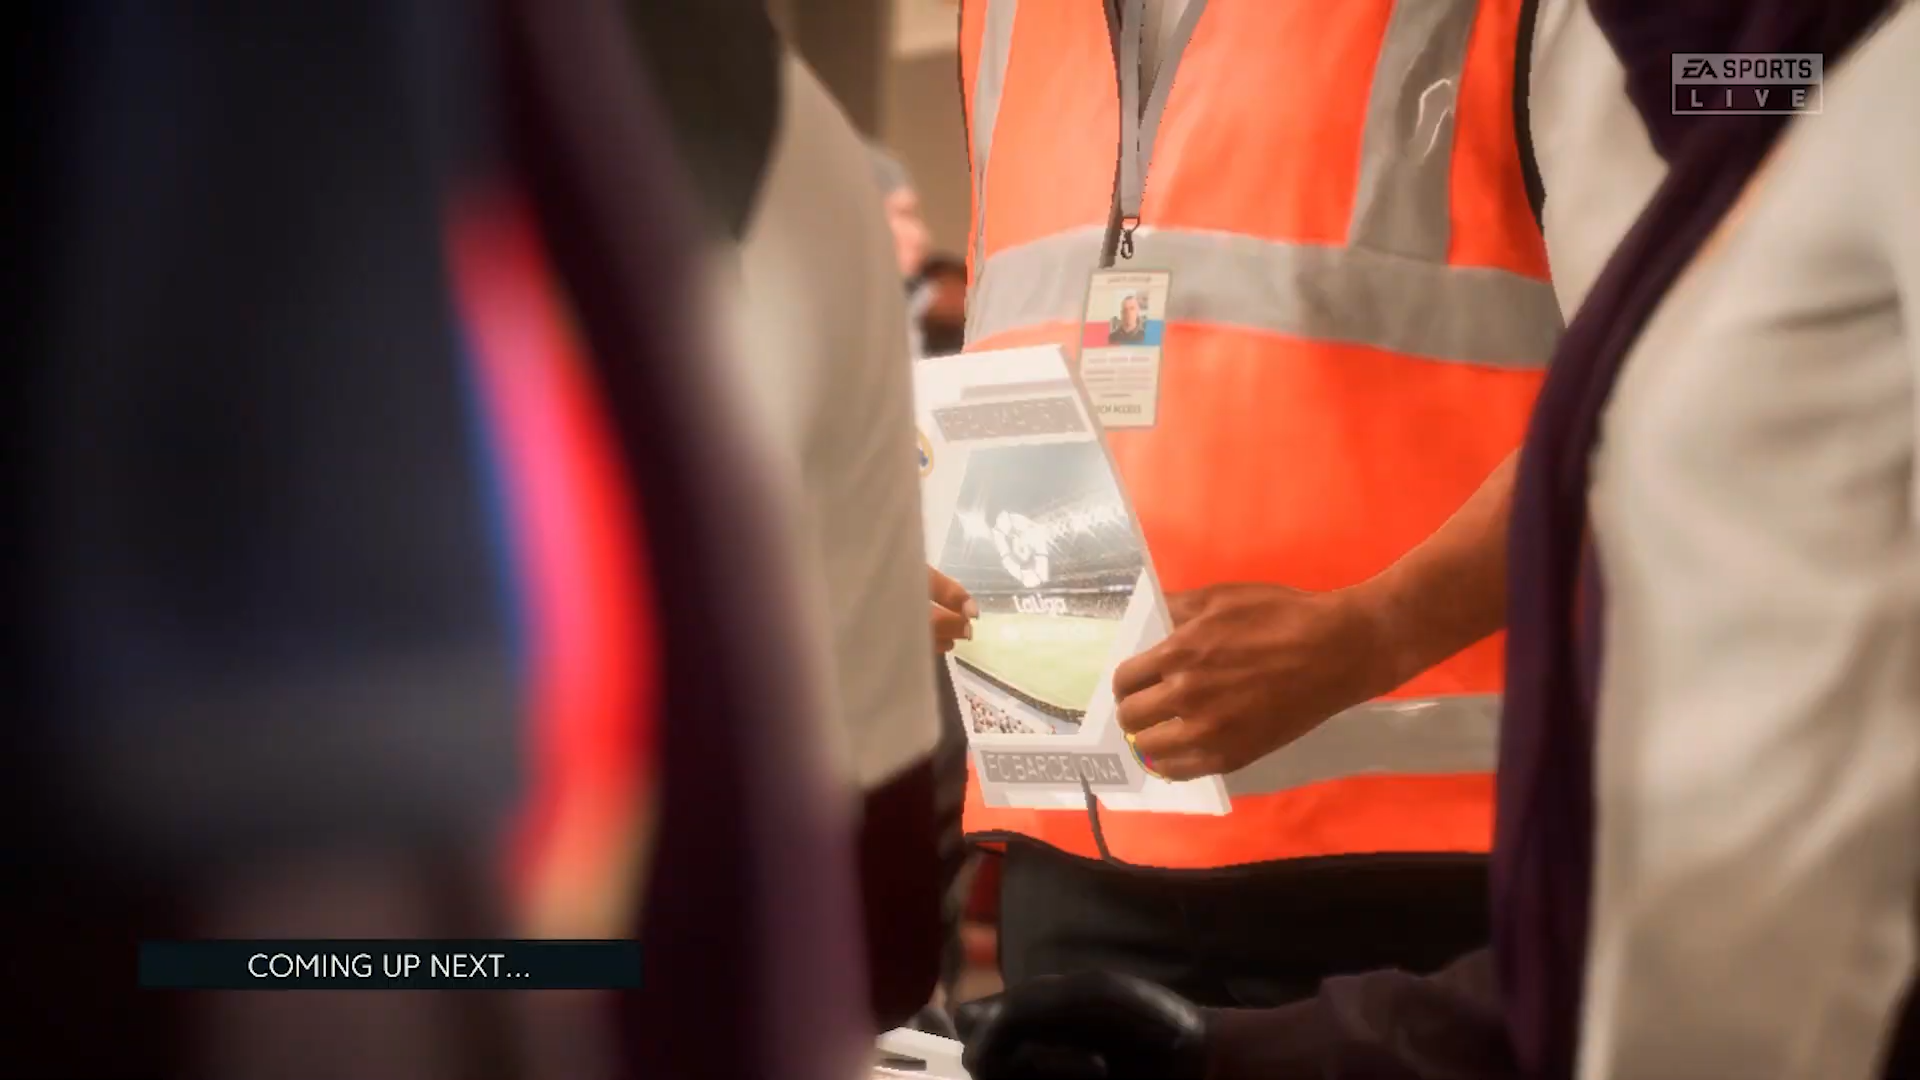 EA SPORTS
LIVE
REAL MADRID
LaLiga
FC BARCELONA
COMING UP NEXT...